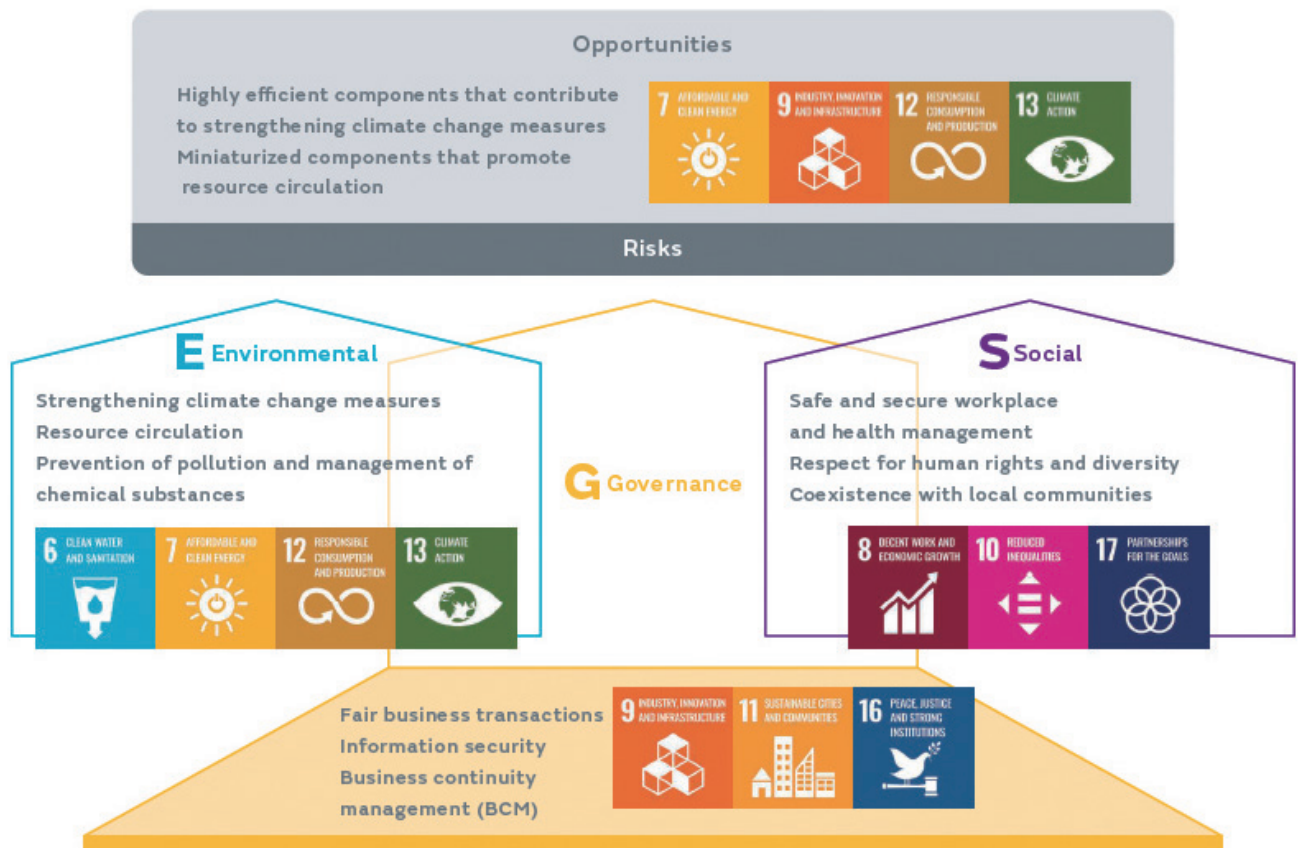 Opportunities
Highly efficient components that contribute
to strengthening climate change measures
Miniaturized components that promote
resource circulation
7 AFFORDABLE AND
CLEAN ENERGY
9 INDUSTRY, INNOVATION
AND INFRASTRUCTURE
12 RESPONSIBLE
CONSUMPTION
AND PRODUCTION
13 CLIMATE
ACTION
Risks
E Environmental
Strengthening climate change measures
Resource circulation
Prevention of pollution and management of
chemical substances
6 CLEAN WATER
AND SANITATION
7 AFFORDABLE AND
CLEAN ENERGY
12 RESPONSIBLE
CONSUMPTION
AND PRODUCTION
13 CLIMATE
ACTION
G Governance
S Social
Safe and secure workplace
and health management
Respect for human rights and diversity
Coexistence with local communities
8 DECENT WORK AND
ECONOMIC GROWTH
10 REDUCED
INEQUALITIES
17 PARTNERSHIPS
FOR THE GOALS
Fair business transactions
Information security
Business continuity
management (BCM)
9 INDUSTRY, INNOVATION
AND INFRASTRUCTURE
11 SUSTAINABLE CITIES
AND COMMUNITIES
16 PEACE, JUSTICE
AND STRONG
INSTITUTIONS